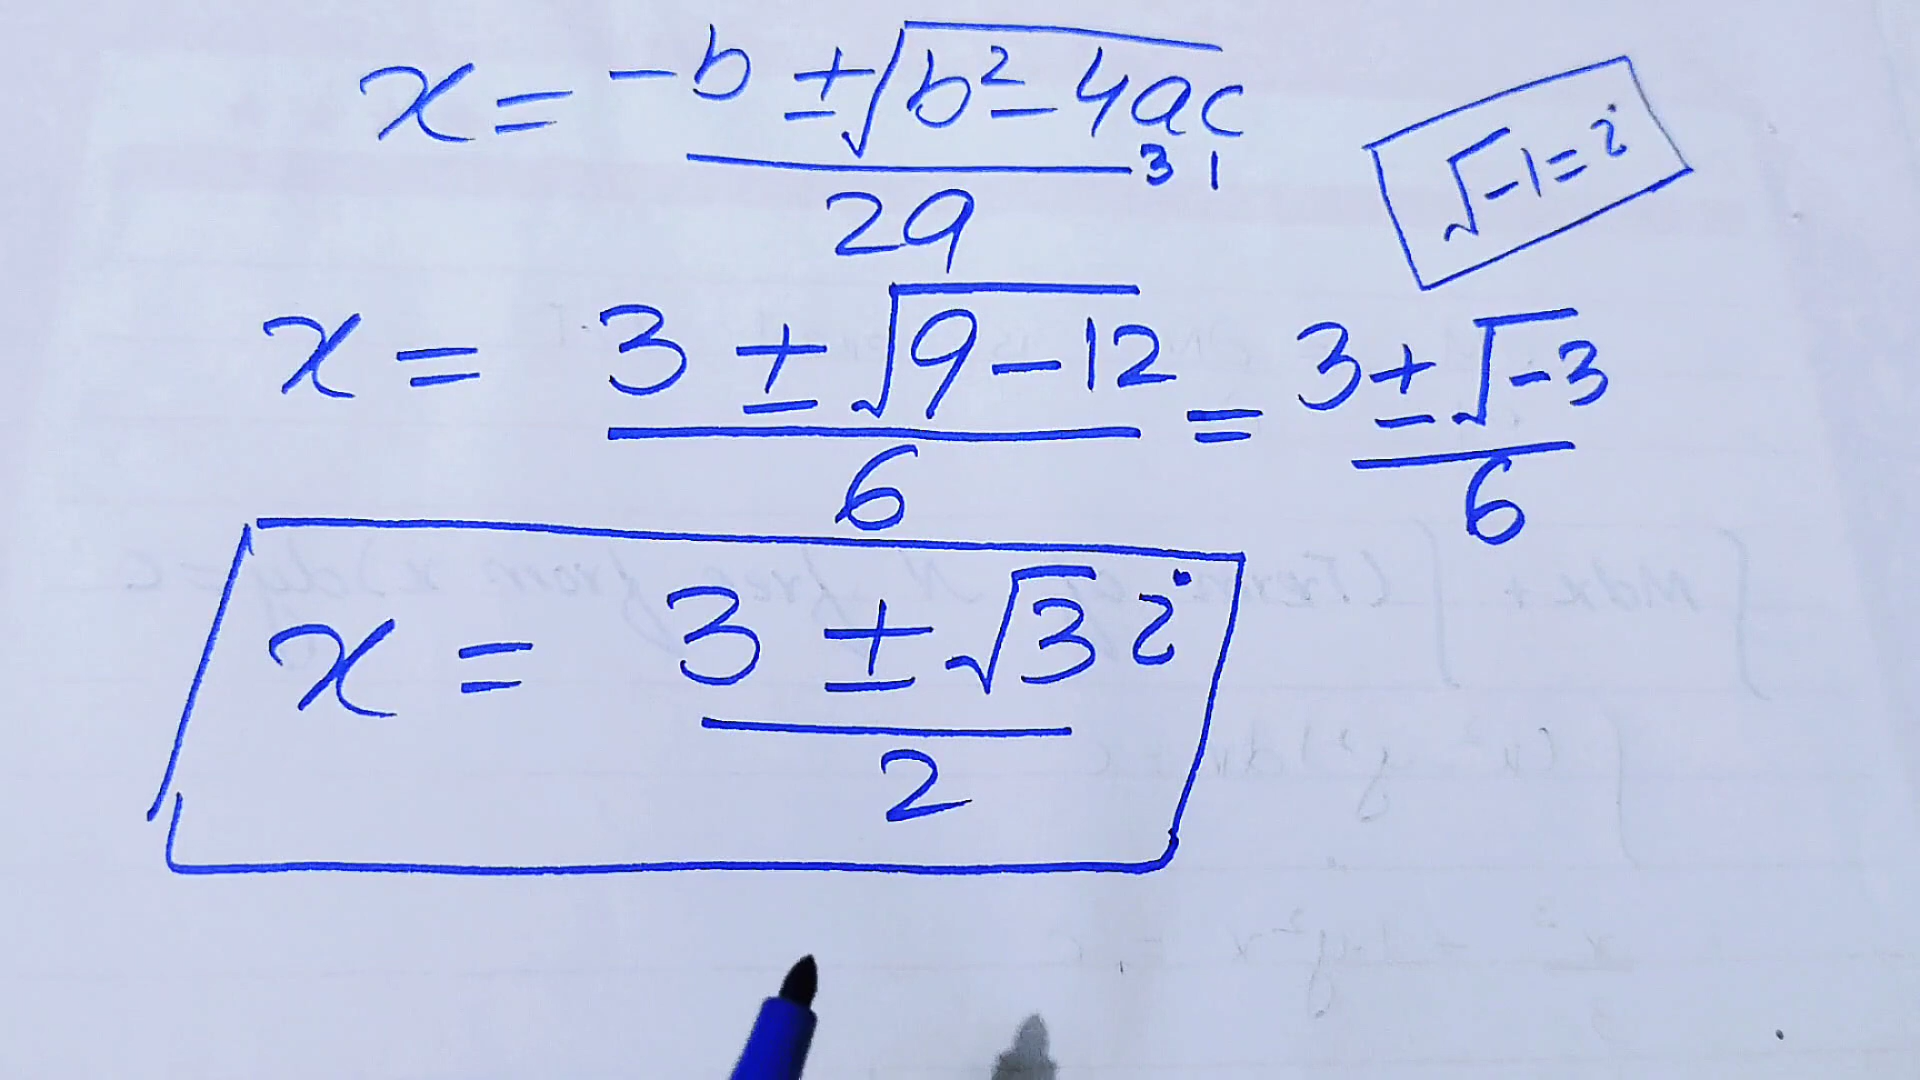 x = -b ± √b² - 4ac
3 1
2a
√-1 = i
x = 3 ± √9 - 12 = 3 ± √-3
6 6
x = 3 ± √3 i
2